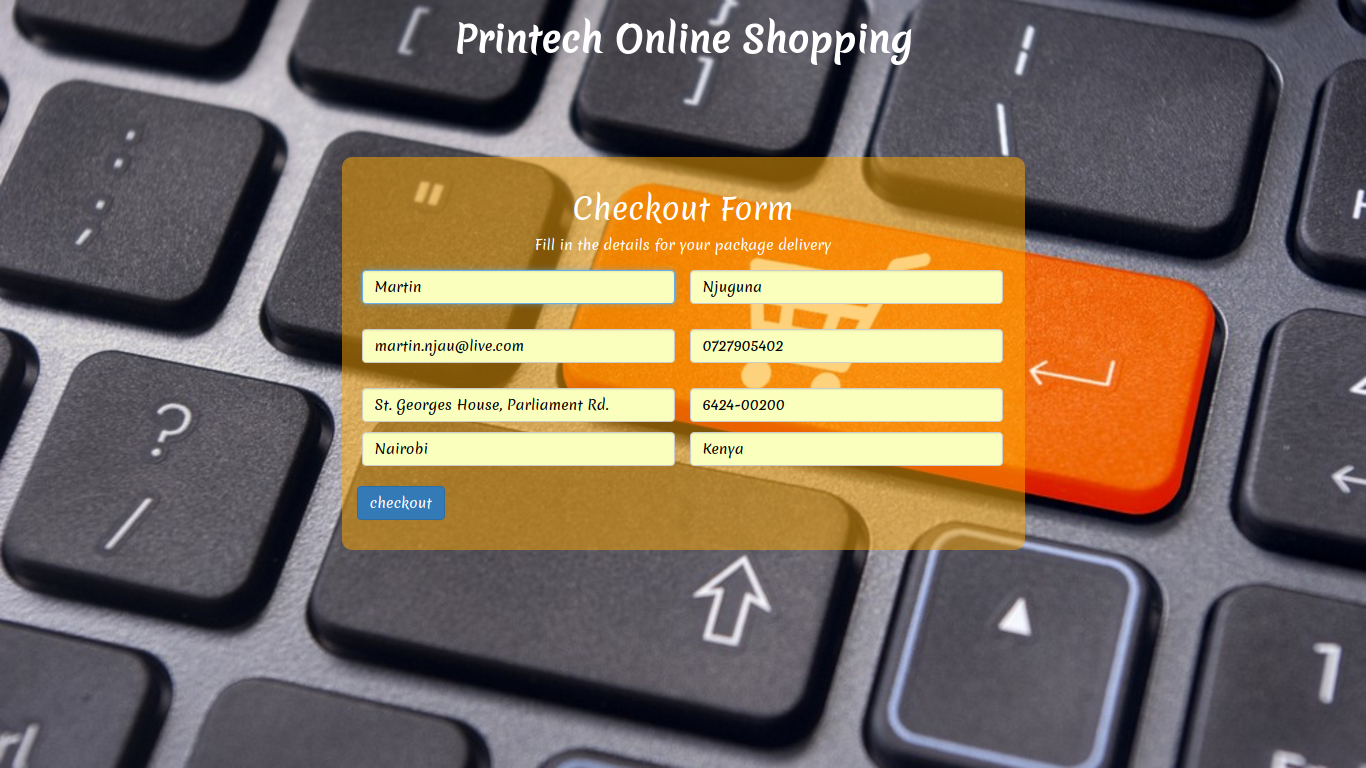 Printech Online Shopping
Checkout Form
Fill in the details for your package delivery
Martin Njuguna
martin.njau@live.com 0727905402
St. Georges House, Parliament Rd. 6424-00200
Nairobi Kenya
checkout